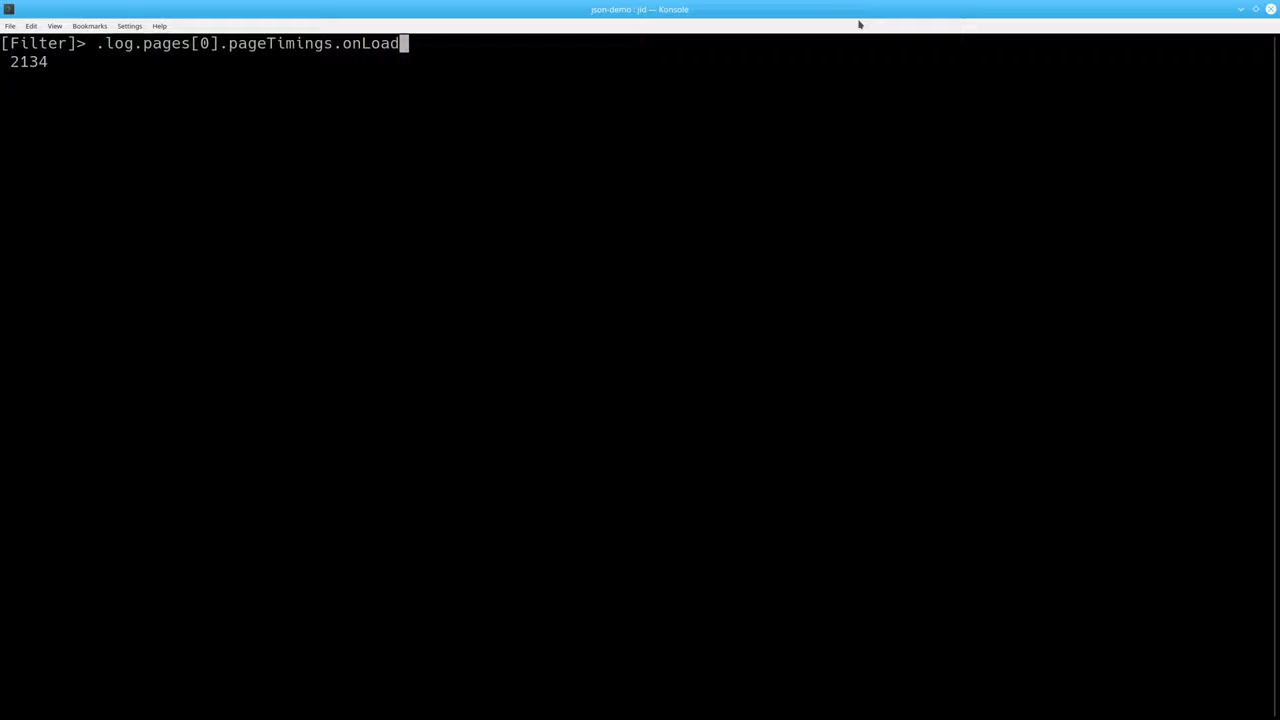 json-demo : jid — Konsole
File Edit View Bookmarks Settings Help
[Filter]> .log.pages[0].pageTimings.onLoad
2134